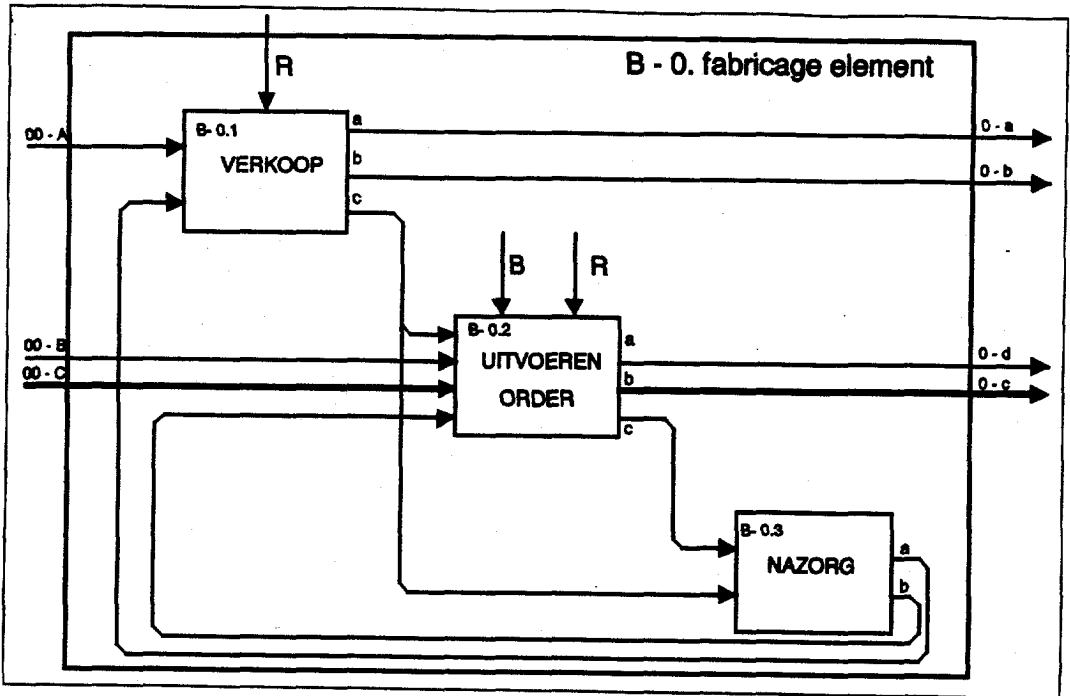 B - 0. fabricage element
R
00 - A
B- 0.1
VERKOOP
a
b
c
0 - a
0 - b
B
R
00 - B
00 - C
B- 0.2
UITVOEREN
ORDER
a
b
c
0 - d
0 - c
B- 0.3
NAZORG
a
b